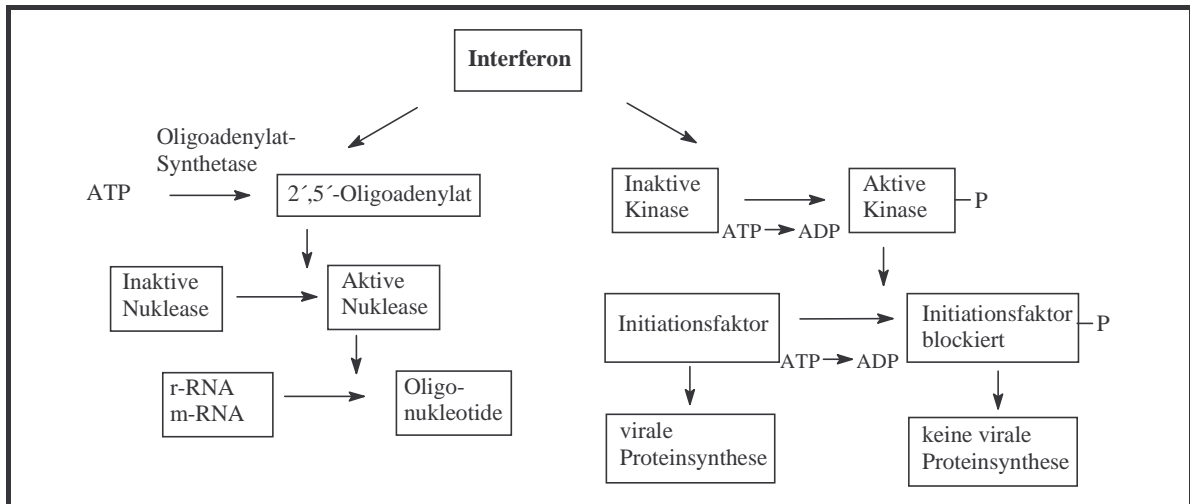 Interferon
Oligoadenylat-
Synthetase
ATP
2´,5´-Oligoadenylat
Inaktive
Nuklease
Aktive
Nuklease
r-RNA
m-RNA
Oligo-
nukleotide
Inaktive
Kinase
Aktive
Kinase
P
ATP
ADP
Initiationsfaktor
Initiationsfaktor
blockiert
P
ATP
ADP
virale
Proteinsynthese
keine virale
Proteinsynthese